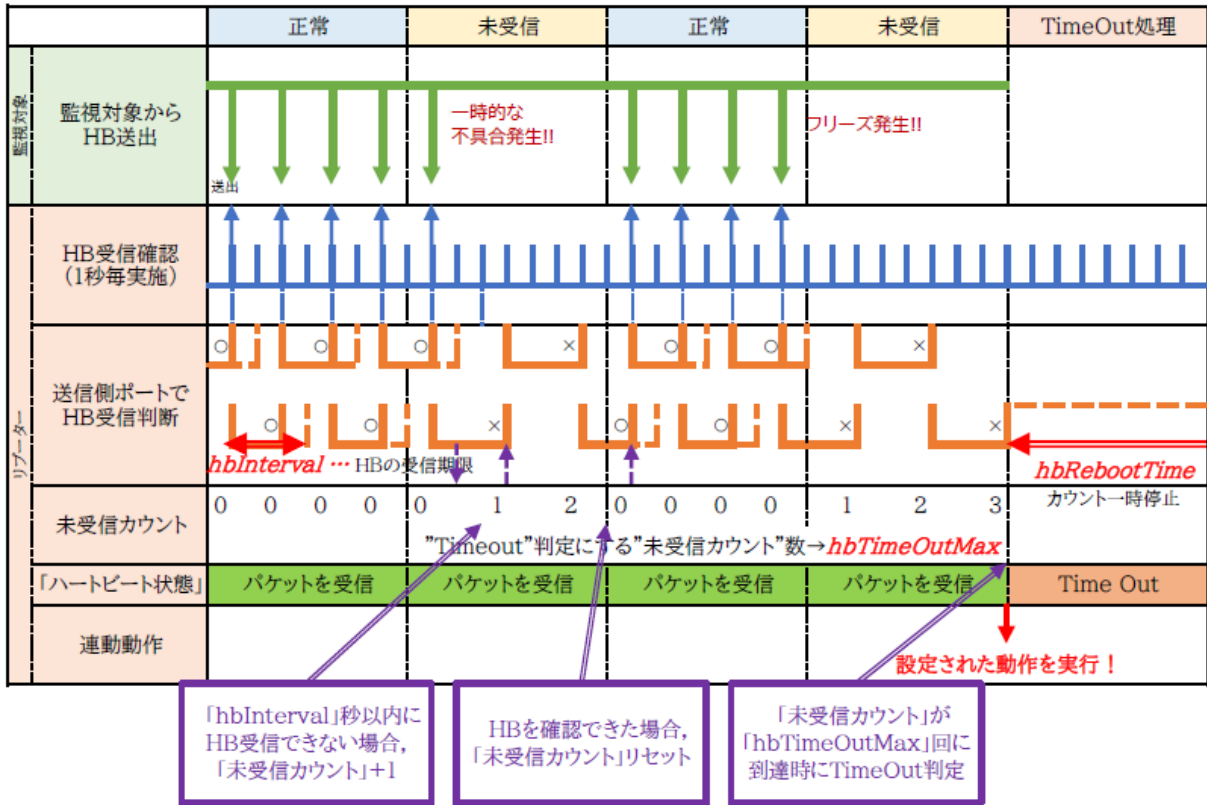 正常
未受信
正常
未受信
TimeOut処理
監視対象
監視対象から
HB送出
一時的な
不具合発生!!
フリーズ発生!!
送出
リブーター
HB受信確認
(1秒毎実施)
送信側ポートで
HB受信判断
○ ○ ○ × ○ ○ ×
○ ○ × ○ ○ × ×
hbInterval … HBの受信期限
hbRebootTime
未受信カウント
0 0 0 0 0 1 2 0 0 0 0 1 2 3
カウント一時停止
"Timeout"判定にする"未受信カウント"数→hbTimeOutMax
「ハートビート状態」
パケットを受信
パケットを受信
パケットを受信
パケットを受信
Time Out
連動動作
設定された動作を実行！
「hbInterval」秒以内に
HB受信できない場合,
「未受信カウント」+1
HBを確認できた場合,
「未受信カウント」リセット
「未受信カウント」が
「hbTimeOutMax」回に
到達時にTimeOut判定